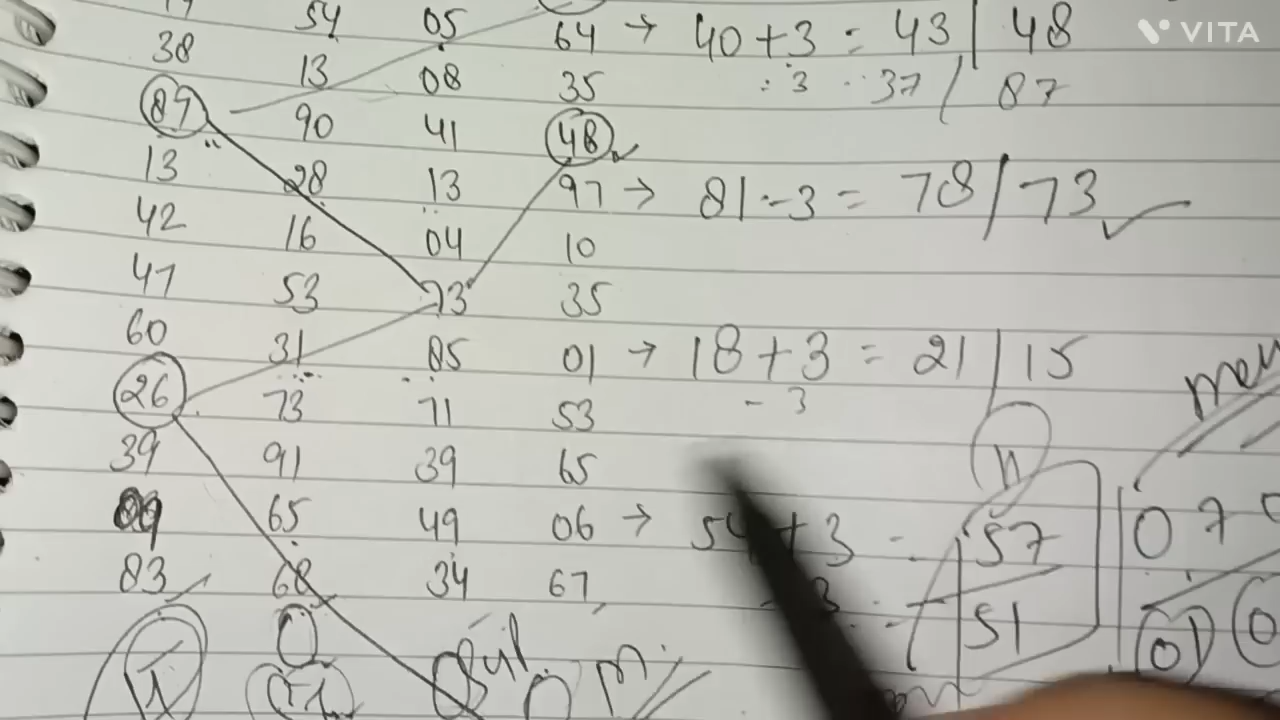 54 05 64 → 40+3 = 43 | 48
VITA
38 13 08 35 : 3 37 / 87
87 90 41 48
13 28 13 97 → 81 - 3 = 78 / 73
42 16 04 10
47 53 73 35
60 31 85 01 → 18 + 3 = 21 | 15
26 73 71 53 - 3
39 91 39 65
65 49 06 → 54 + 3 57
83 68 34 67 3 51
07
01